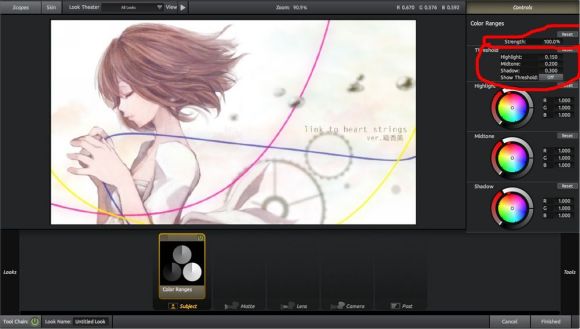 Scopes Skin Look Theater All Looks View Zoom: 90.9% R 0.670 G 0.376 B 0.392 Controls
Color Ranges
Reset
Strength: 100.0%
Threshold Reset
Highlight: 0.150
Midtone: 0.200
Shadow: 0.300
Show Threshold: Off
Highlight Reset
R 1.000
G 1.000
B 1.000
Midtone Reset
R 1.000
G 1.000
B 1.000
Shadow Reset
R 1.000
G 1.000
B 1.000
link to heart strings
Looks
Color Ranges
Tools
Subject Matte Lens Camera Post
Tool Chain: Look Name: Untitled Look Cancel Finished